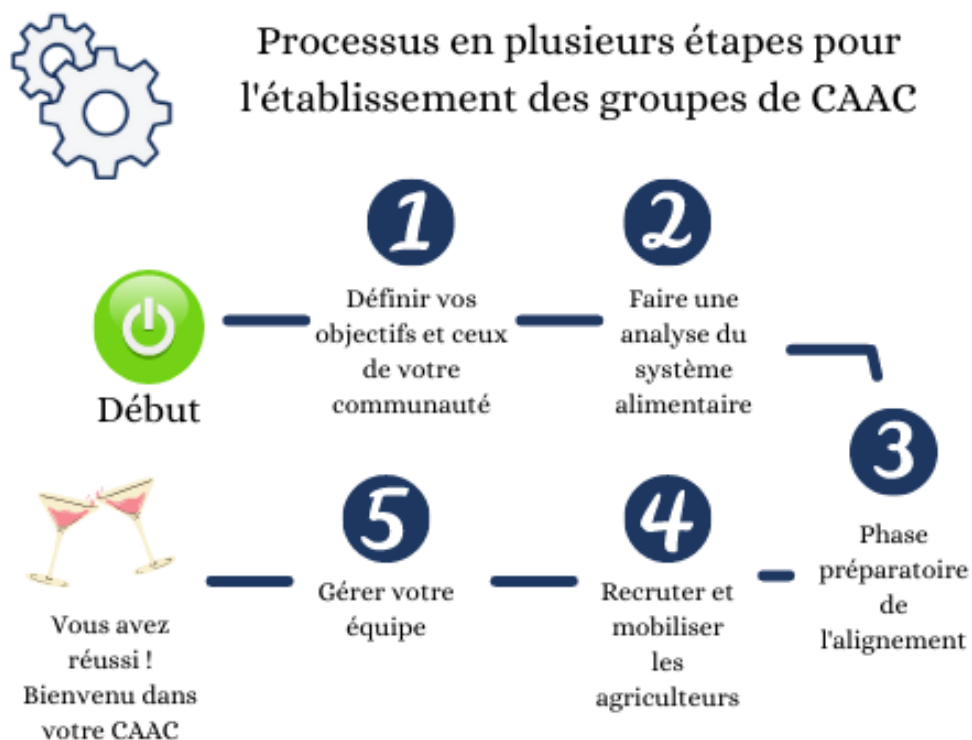 Processus en plusieurs étapes pour
l'établissement des groupes de CAAC
1
2
Définir vos
objectifs et ceux
de votre
communauté
Faire une
analyse du
système
alimentaire
Début
3
Phase
préparatoire
de
l'alignement
4
Recruter et
mobiliser
les
agriculteurs
5
Gérer votre
équipe
Vous avez
réussi !
Bienvenu dans
votre CAAC